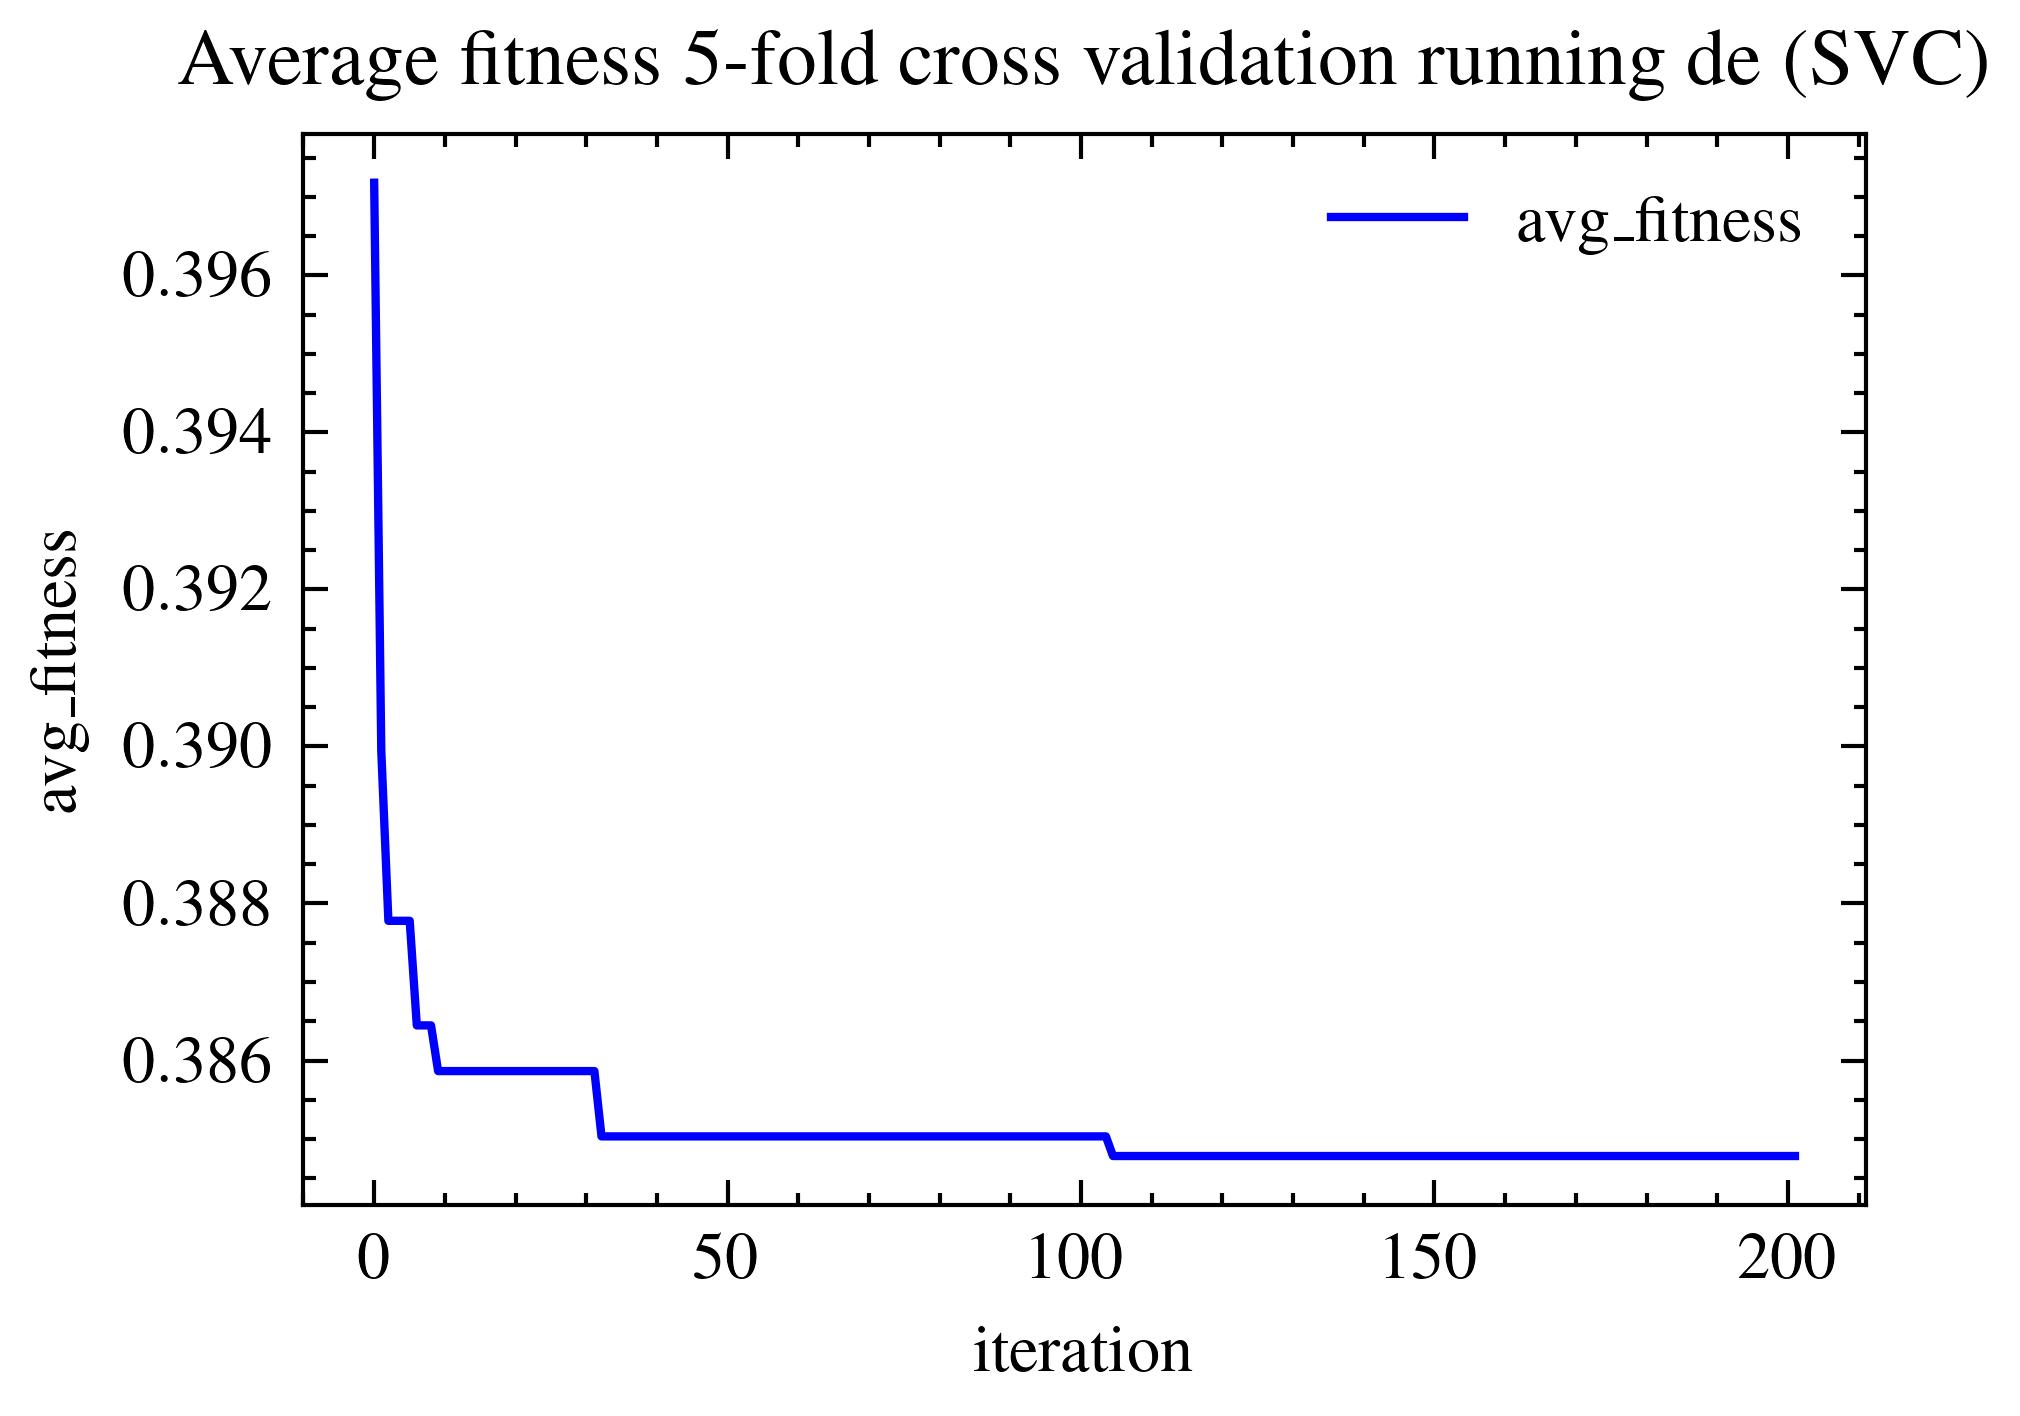 Average fitness 5-fold cross validation running de (SVC)
avg_fitness
0.396
0.394
0.392
0.390
0.388
0.386
avg_fitness
0 50 100 150 200
iteration